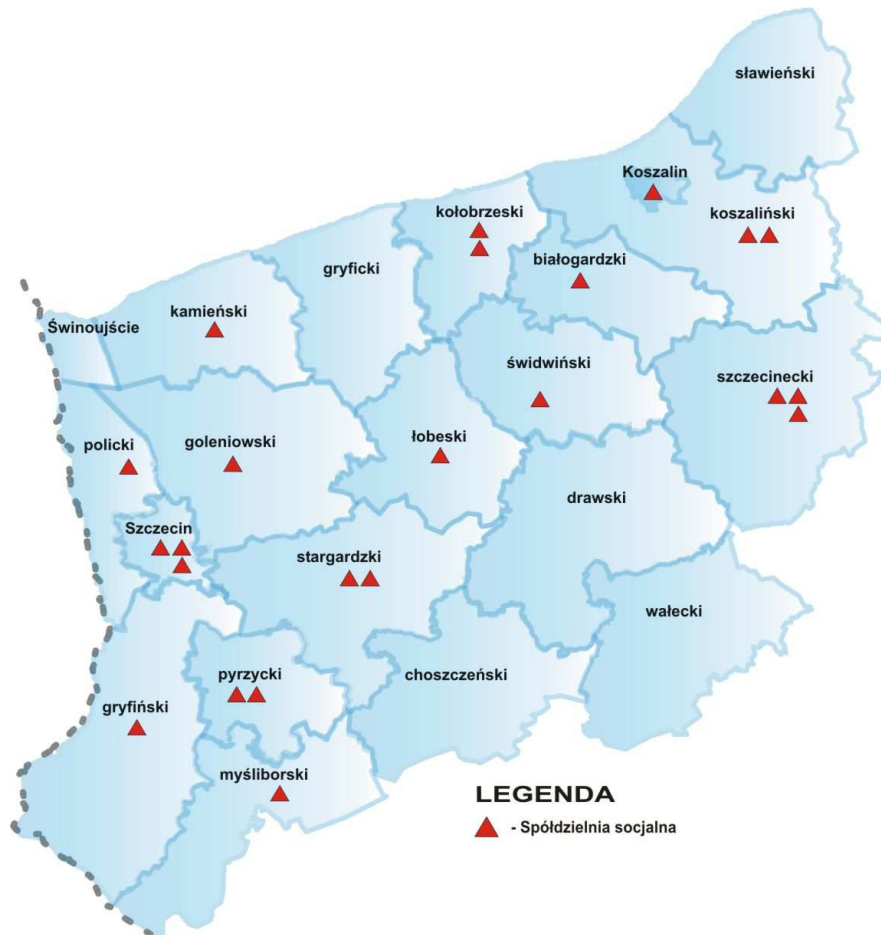 sławieński
Koszalin
koszaliński
kołobrzeski
białogardzki
gryficki
kamieński
Świnoujście
świdwiński
szczecinecki
policki
goleniowski
łobeski
drawski
Szczecin
stargardzki
wałecki
pyrzycki
choszczeński
gryfiński
myśliborski
LEGENDA
- Spółdzielnia socjalna